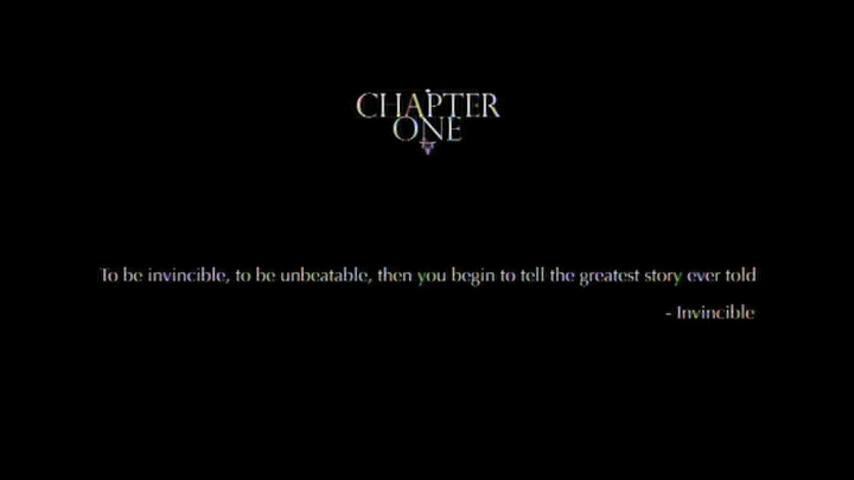 CHAPTER
ONE
To be invincible, to be unbeatable, then you begin to tell the greatest story ever told
- Invincible